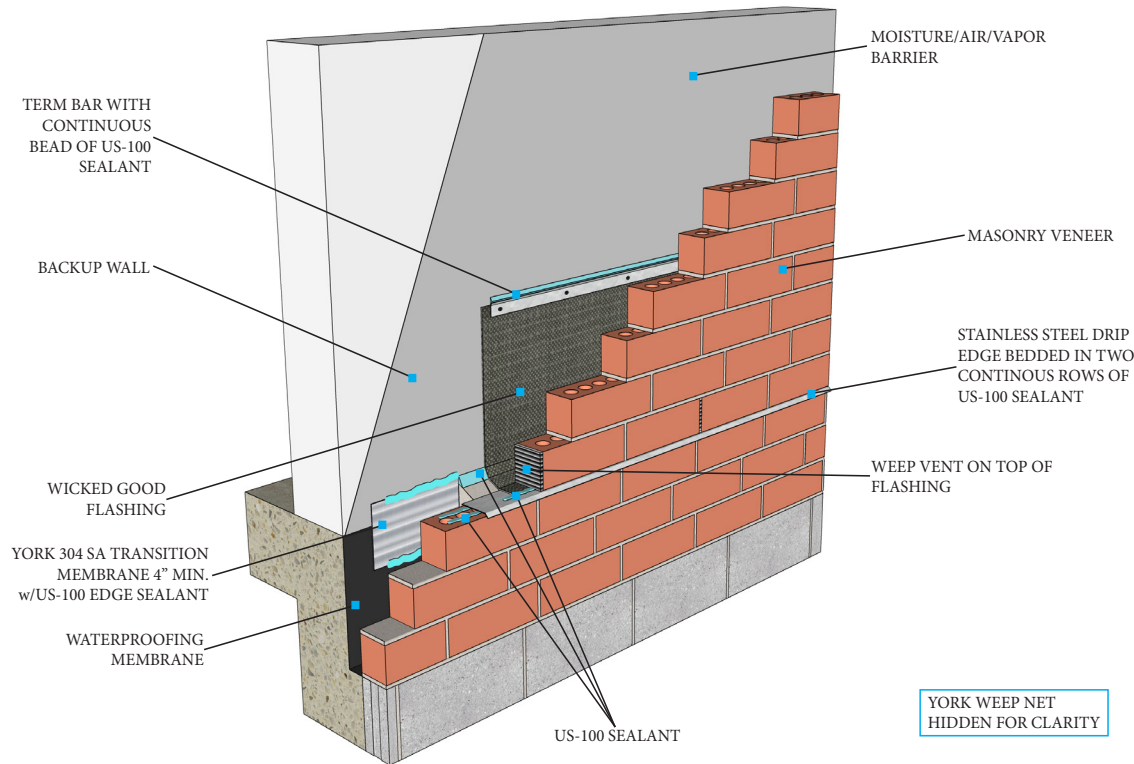 MOISTURE/AIR/VAPOR
BARRIER
TERM BAR WITH
CONTINUOUS
BEAD OF US-100
SEALANT
BACKUP WALL
MASONRY VENEER
STAINLESS STEEL DRIP
EDGE BEDDED IN TWO
CONTINOUS ROWS OF
US-100 SEALANT
WICKED GOOD
FLASHING
WEEP VENT ON TOP OF
FLASHING
YORK 304 SA TRANSITION
MEMBRANE 4” MIN.
w/US-100 EDGE SEALANT
WATERPROOFING
MEMBRANE
US-100 SEALANT
YORK WEEP NET
HIDDEN FOR CLARITY